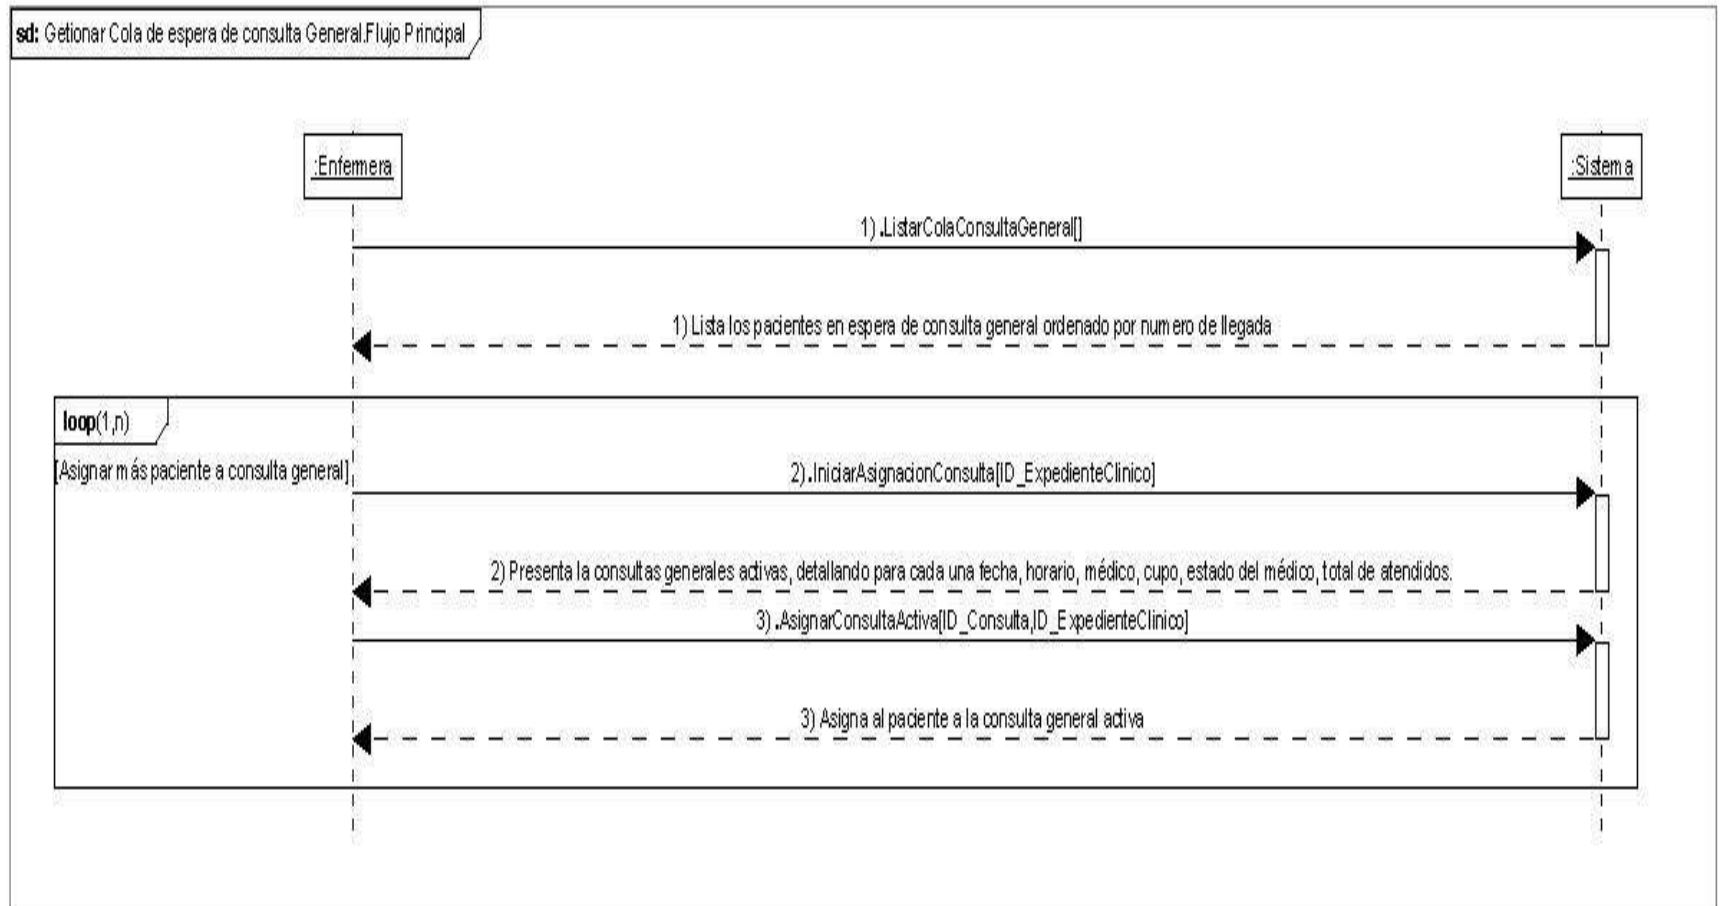 sd: Getionar Cola de espera de consulta General.Flujo Principal
:Enfermera
:Sistema
1) .ListarColaConsultaGeneral[]
1) Lista los pacientes en espera de consulta general ordenado por numero de llegada
loop(1,n)
[Asignar más paciente a consulta general]
2).IniciarAsignacionConsulta[ID_ExpedienteClinico]
2) Presenta la consultas generales activas, detallando para cada una fecha, horario, médico, cupo, estado del médico, total de atendidos.
3) .AsignarConsultaActiva[ID_Consulta,ID_ExpedienteClinico]
3) Asigna al paciente a la consulta general activa